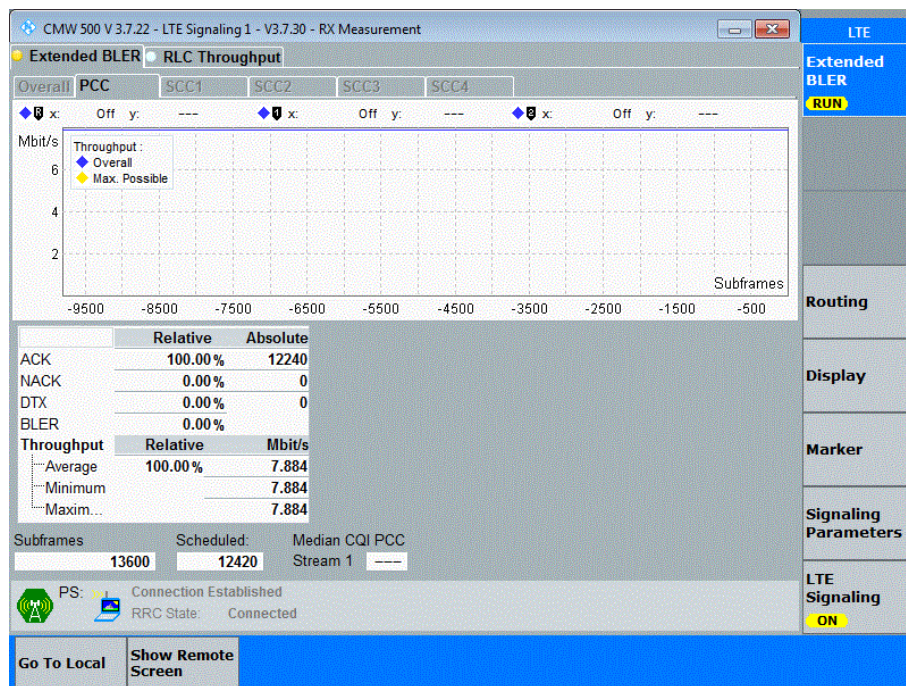 CMW 500 V 3.7.22 - LTE Signaling 1 - V3.7.30 - RX Measurement
LTE
Extended BLER RLC Throughput
Extended BLER
RUN
Overall PCC SCC1 SCC2 SCC3 SCC4
R x: Off y: --- 1 x: Off y: --- 2 x: Off y: ---
Mbit/s
Throughput :
Overall
Max. Possible
6
4
2
Subframes
-9500 -8500 -7500 -6500 -5500 -4500 -3500 -2500 -1500 -500
Routing
Display
Marker
Signaling Parameters
LTE Signaling
ON
Relative Absolute
ACK 100.00 % 12240
NACK 0.00 % 0
DTX 0.00 % 0
BLER 0.00 %
Throughput Relative Mbit/s
Average 100.00 % 7.884
Minimum 7.884
Maxim... 7.884
Subframes Scheduled: Median CQI PCC
13600 12420 Stream 1 ---
PS: Connection Established
RRC State: Connected
Go To Local
Show Remote Screen